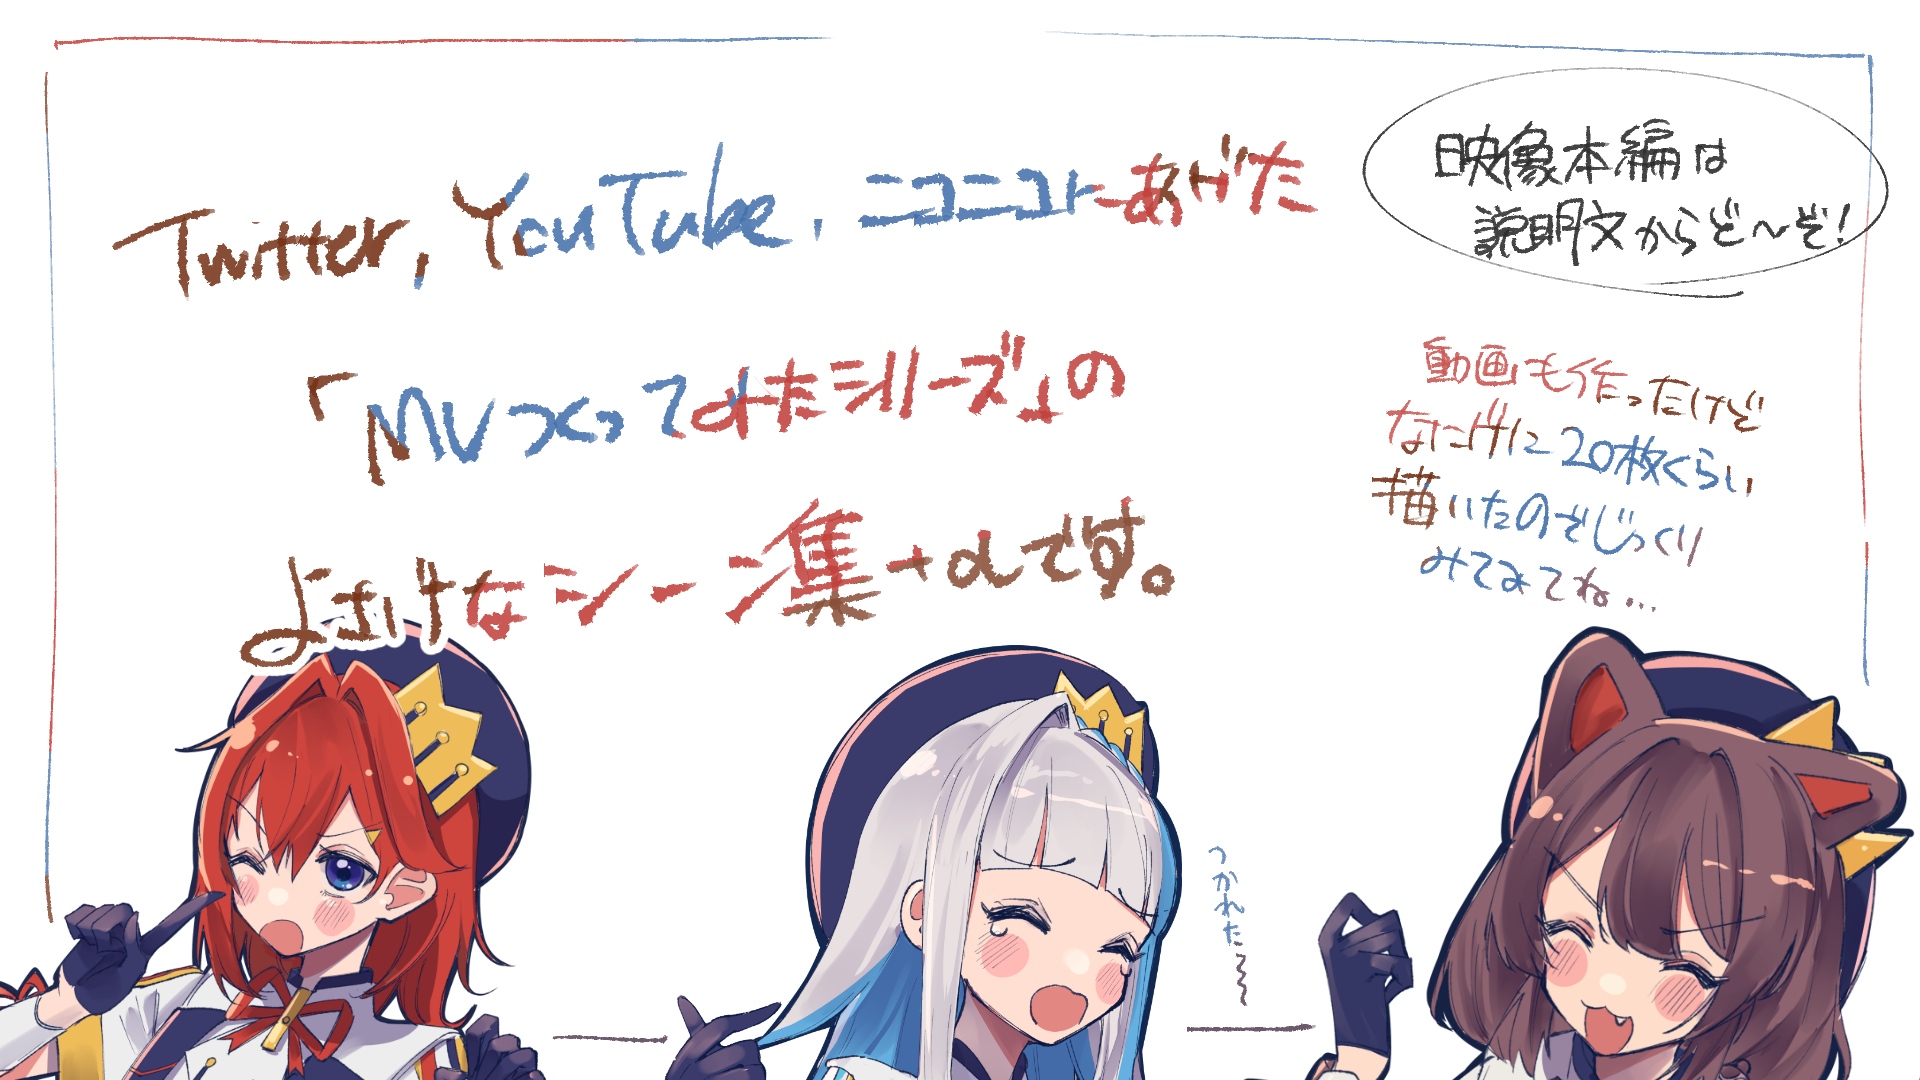 Twitter, YouTube, ニコニコにあげた
「MVつくってみたシリーズ」の
よさげなシーン集+αです。
映像本編は
説明文からど〜ぞ!
動画も作ったけど
なにげに20枚くらい
描いたのでじっくり
みてみてね…
つかれた〜〜